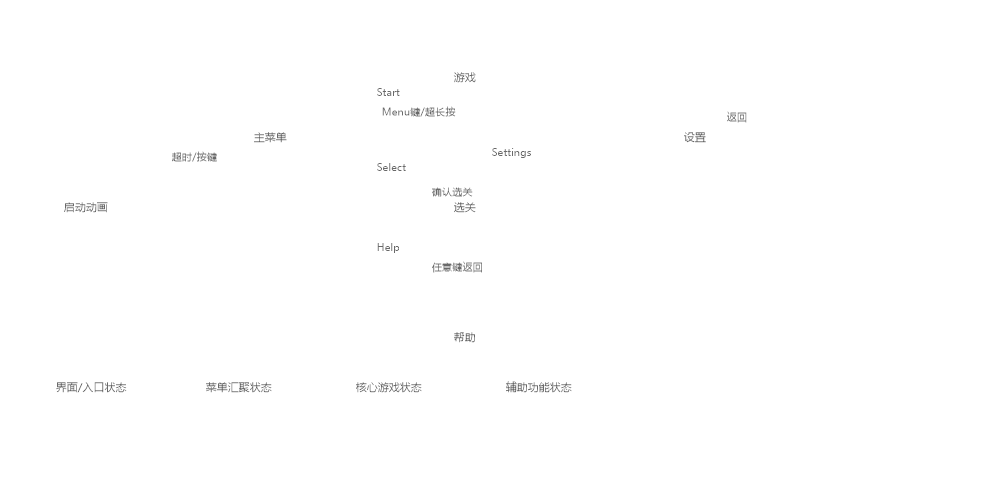 游戏
Start
Menu键/超长按
返回
主菜单
设置
Settings
超时/按键
Select
确认选关
启动动画
选关
Help
任意键返回
帮助
界面/入口状态
菜单汇聚状态
核心游戏状态
辅助功能状态